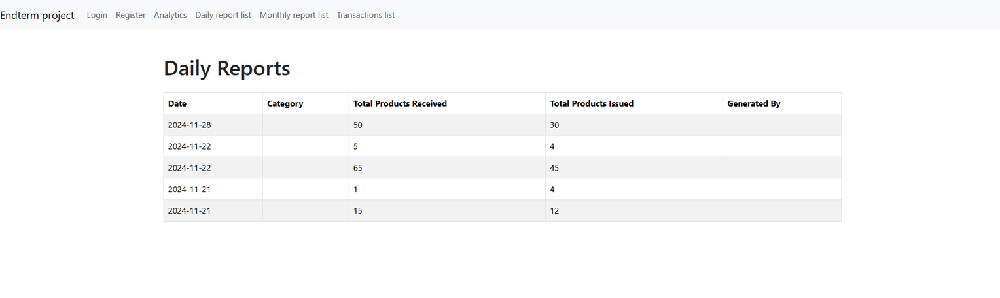 Endterm project Login Register Analytics Daily report list Monthly report list Transactions list
Daily Reports
Date Category Total Products Received Total Products Issued Generated By
2024-11-28 50 30
2024-11-22 5 4
2024-11-22 65 45
2024-11-21 1 4
2024-11-21 15 12